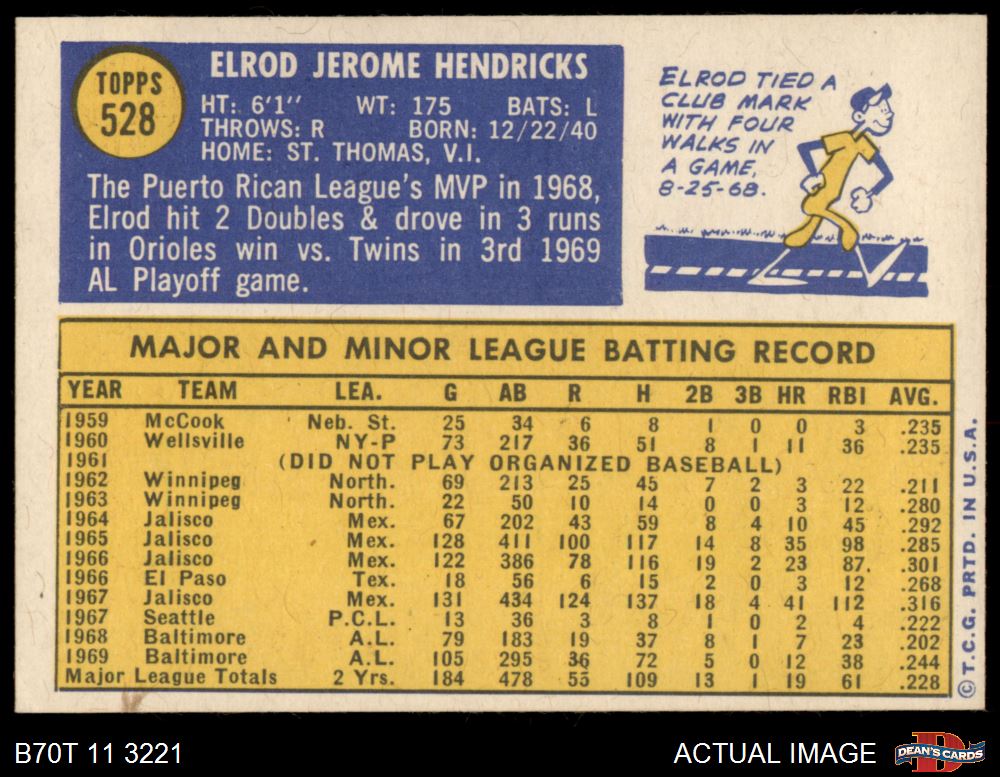 TOPPS
528
ELROD JEROME HENDRICKS
HT: 6'1" WT: 175 BATS: L
THROWS: R BORN: 12/22/40
HOME: ST. THOMAS, V.I.
The Puerto Rican League's MVP in 1968,
Elrod hit 2 Doubles & drove in 3 runs
in Orioles win vs. Twins in 3rd 1969
AL Playoff game.
ELROD TIED A
CLUB MARK
WITH FOUR
WALKS IN
A GAME,
8-25-68.
MAJOR AND MINOR LEAGUE BATTING RECORD
YEAR TEAM LEA. G AB R H 2B 3B HR RBI AVG.
1959 McCook Neb. St. 25 34 6 8 1 0 0 3 .235
1960 Wellsville NY-P 73 217 36 51 8 1 11 36 .235
1961 (DID NOT PLAY ORGANIZED BASEBALL)
1962 Winnipeg North. 69 213 25 45 7 2 3 22 .211
1963 Winnipeg North. 22 50 10 14 0 0 3 12 .280
1964 Jalisco Mex. 67 202 43 59 8 4 10 45 .292
1965 Jalisco Mex. 128 411 100 117 14 8 35 98 .285
1966 Jalisco Mex. 122 386 78 116 19 2 23 87 .301
1966 El Paso Tex. 18 56 6 15 2 0 3 12 .268
1967 Jalisco Mex. 131 434 124 137 18 4 41 112 .316
1967 Seattle P.C.L. 13 36 3 8 1 0 2 4 .222
1968 Baltimore A.L. 79 183 19 37 8 1 7 23 .202
1969 Baltimore A.L. 105 295 36 72 5 0 12 38 .244
Major League Totals 2 Yrs. 184 478 55 109 13 1 19 61 .228
© T.C.G. PRTD. IN U.S.A.
B70T 11 3221
ACTUAL IMAGE
DEAN'S CARDS